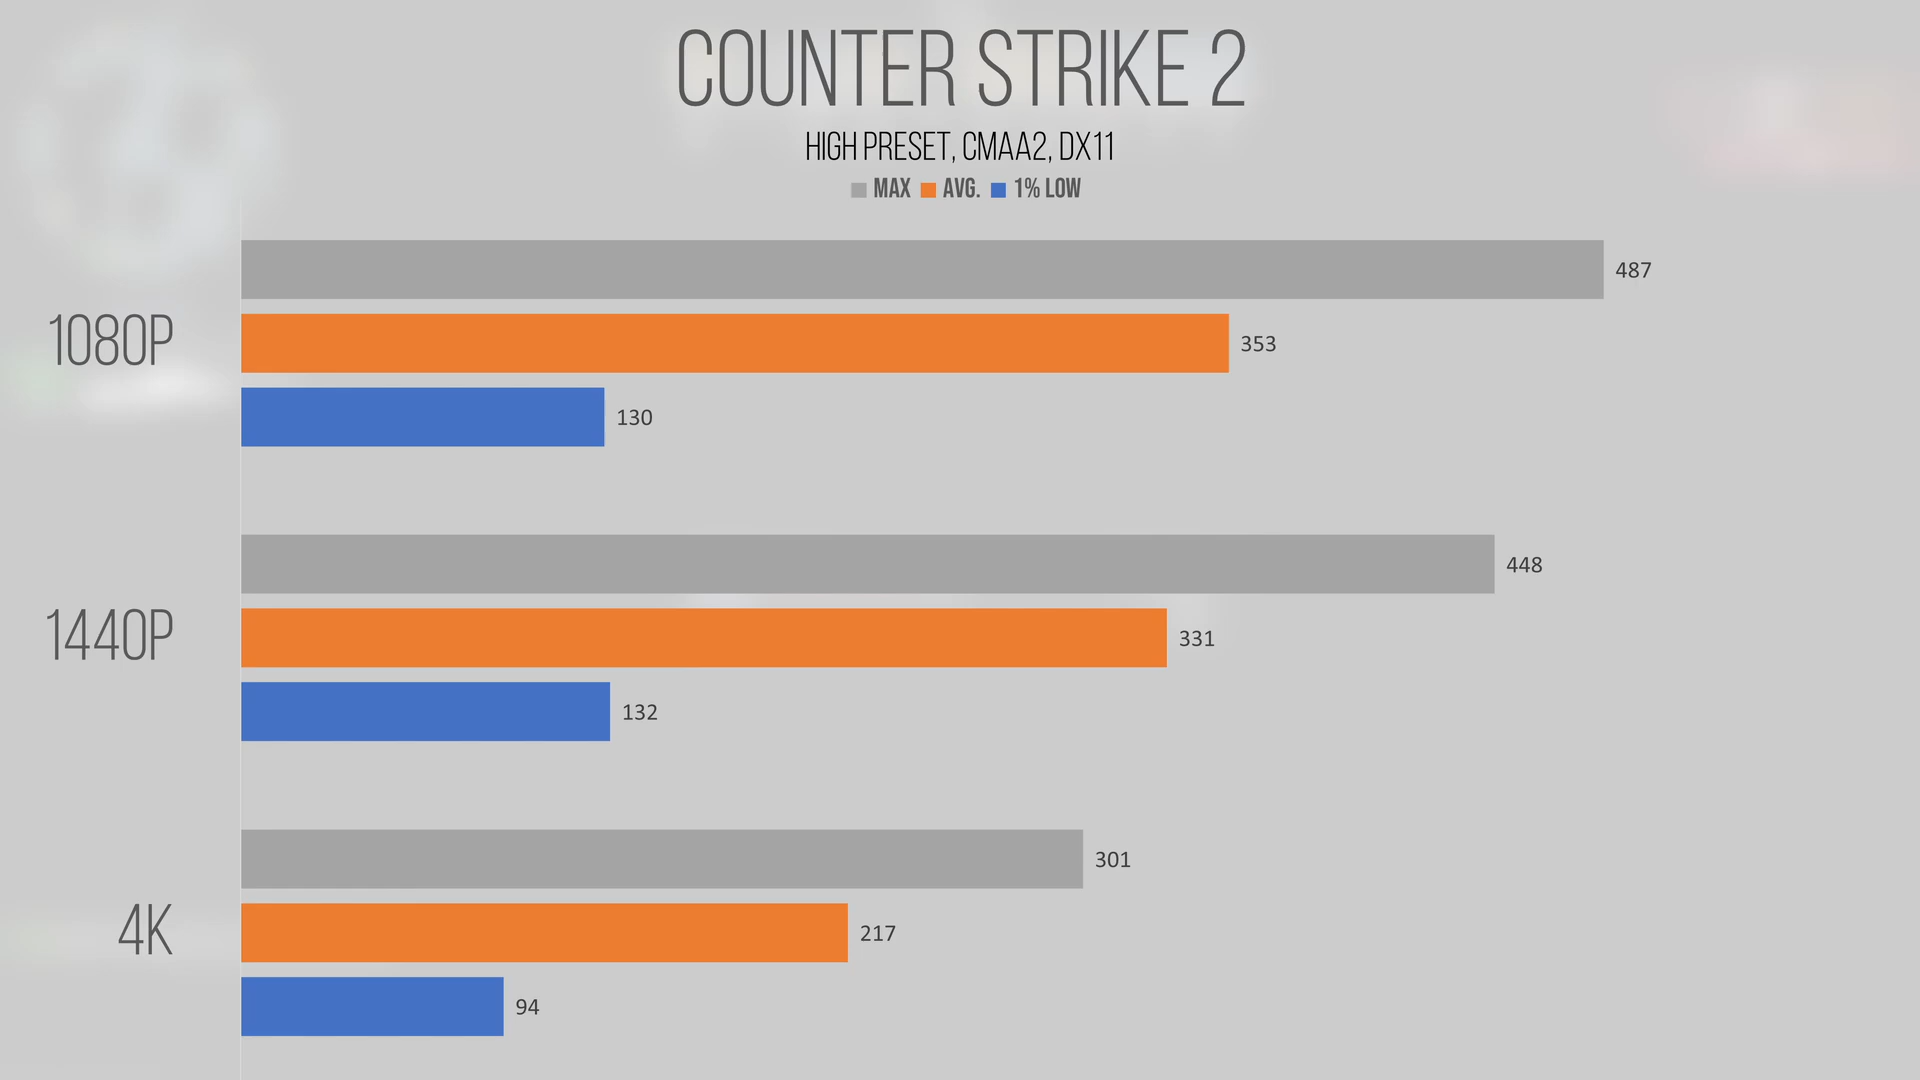 COUNTER STRIKE 2
HIGH PRESET, CMAA2, DX11
MAX AVG. 1% LOW
487
1080P
353
130
448
1440P
331
132
301
4K
217
94